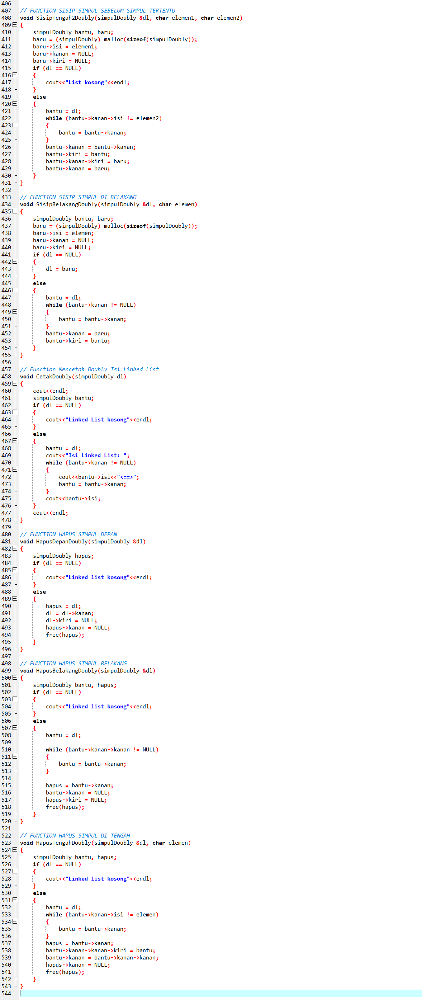 406
407 // FUNCTION SISIP SIMPUL SEBELUM SIMPUL TERTENTU
408 void SisipTengah2Doubly(simpulDoubly &dl, char elemen1, char elemen2)
409 {
410 simpulDoubly bantu, baru;
411 baru = (simpulDoubly) malloc(sizeof(simpulDoubly));
412 baru->isi = elemen1;
413 baru->kanan = NULL;
414 baru->kiri = NULL;
415 if (dl == NULL)
416 {
417 cout<<"List kosong"<<endl;
418 }
419 else
420 {
421 bantu = dl;
422 while (bantu->kanan->isi != elemen2)
423 {
424 bantu = bantu->kanan;
425 }
426 bantu->kanan = bantu->kanan;
427 bantu->kiri = bantu;
428 bantu->kanan->kiri = baru;
429 bantu->kanan = baru;
430 }
431 }
432
433 // FUNCTION SISIP SIMPUL DI BELAKANG
434 void SisipBelakangDoubly(simpulDoubly &dl, char elemen)
435 {
436 simpulDoubly bantu, baru;
437 baru = (simpulDoubly) malloc(sizeof(simpulDoubly));
438 baru->isi = elemen;
439 baru->kanan = NULL;
440 baru->kiri = NULL;
441 if (dl == NULL)
442 {
443 dl = baru;
444 }
445 else
446 {
447 bantu = dl;
448 while (bantu->kanan != NULL)
449 {
450 bantu = bantu->kanan;
451 }
452 bantu->kanan = baru;
453 bantu->kiri = bantu;
454 }
455 }
456
457 // Function Mencetak Doubly Isi Linked List
458 void CetakDoubly(simpulDoubly dl)
459 {
460 cout<<endl;
461 simpulDoubly bantu;
462 if (dl == NULL)
463 {
464 cout<<"Linked List kosong"<<endl;
465 }
466 else
467 {
468 bantu = dl;
469 cout<<"Isi Linked List: ";
470 while (bantu->kanan != NULL)
471 {
472 cout<<bantu->isi<<"<==>";
473 bantu = bantu->kanan;
474 }
475 cout<<bantu->isi;
476 }
477 cout<<endl;
478 }
479
480 // FUNCTION HAPUS SIMPUL DEPAN
481 void HapusDepanDoubly(simpulDoubly &dl)
482 {
483 simpulDoubly hapus;
484 if (dl == NULL)
485 {
486 cout<<"Linked list kosong"<<endl;
487 }
488 else
489 {
490 hapus = dl;
491 dl = dl->kanan;
492 dl->kiri = NULL;
493 hapus->kanan = NULL;
494 free(hapus);
495 }
496 }
497
498 // FUNCTION HAPUS SIMPUL BELAKANG
499 void HapusBelakangDoubly(simpulDoubly &dl)
500 {
501 simpulDoubly bantu, hapus;
502 if (dl == NULL)
503 {
504 cout<<"Linked list kosong"<<endl;
505 }
506 else
507 {
508 bantu = dl;
509
510 while (bantu->kanan->kanan != NULL)
511 {
512 bantu = bantu->kanan;
513 }
514
515 hapus = bantu->kanan;
516 bantu->kanan = NULL;
517 hapus->kiri = NULL;
518 free(hapus);
519 }
520 }
521
522 // FUNCTION HAPUS SIMPUL DI TENGAH
523 void HapusTengahDoubly(simpulDoubly &dl, char elemen)
524 {
525 simpulDoubly bantu, hapus;
526 if (dl == NULL)
527 {
528 cout<<"Linked list kosong"<<endl;
529 }
530 else
531 {
532 bantu = dl;
533 while (bantu->kanan->isi != elemen)
534 {
535 bantu = bantu->kanan;
536 }
537 hapus = bantu->kanan;
538 bantu->kanan->kanan->kiri = bantu;
539 bantu->kanan = bantu->kanan->kanan;
540 hapus->kanan = NULL;
541 free(hapus);
542 }
543 }
544